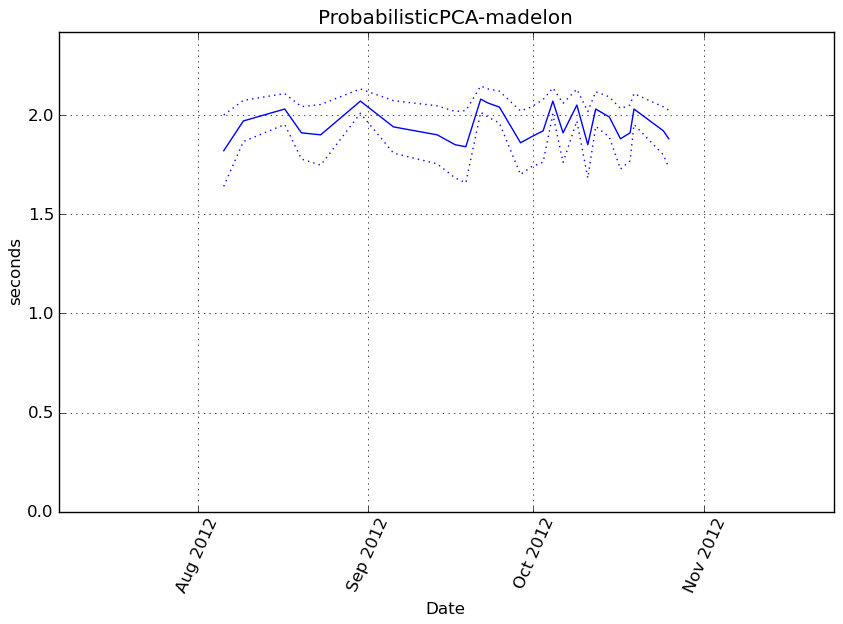 ProbabilisticPCA-madelon
2.0
1.5
1.0
0.5
0.0
seconds
Aug 2012
Sep 2012
Oct 2012
Nov 2012
Date